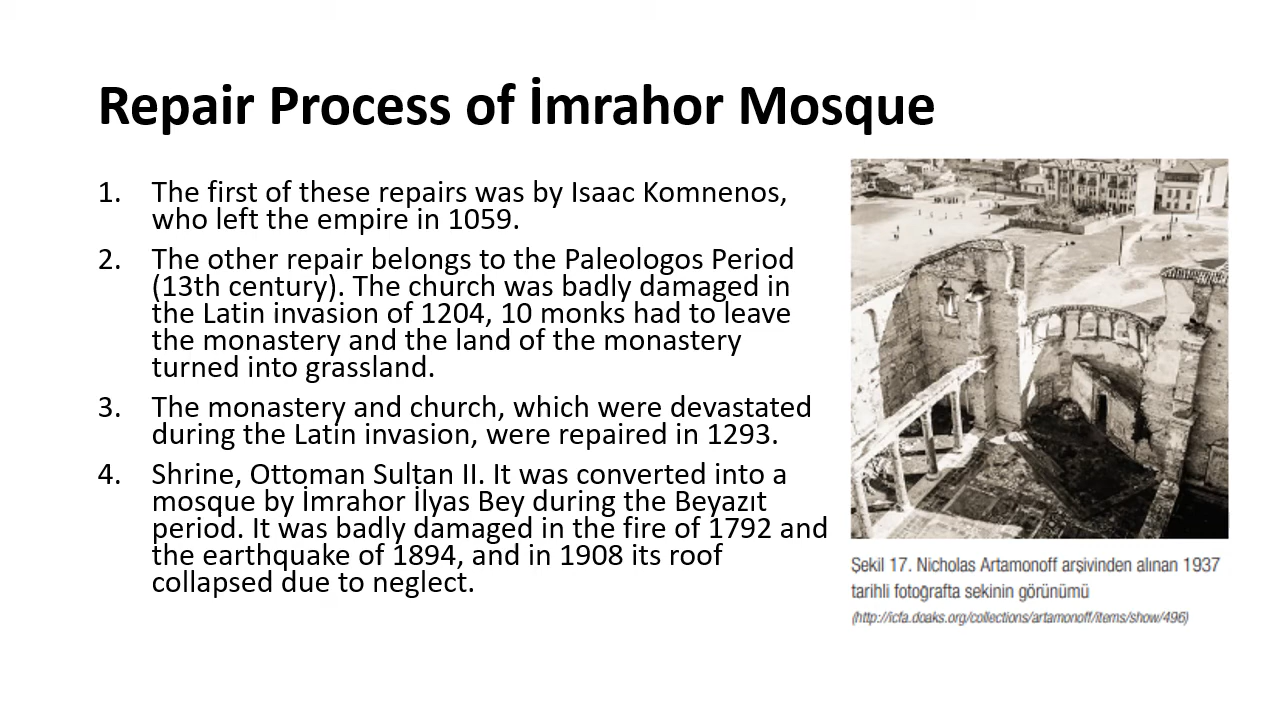 Repair Process of İmrahor Mosque
1. The first of these repairs was by Isaac Komnenos,
who left the empire in 1059.
2. The other repair belongs to the Paleologos Period
(13th century). The church was badly damaged in
the Latin invasion of 1204, 10 monks had to leave
the monastery and the land of the monastery
turned into grassland.
3. The monastery and church, which were devastated
during the Latin invasion, were repaired in 1293.
4. Shrine, Ottoman Sultan II. It was converted into a
mosque by İmrahor İlyas Bey during the Beyazıt
period. It was badly damaged in the fire of 1792 and
the earthquake of 1894, and in 1908 its roof
collapsed due to neglect.
Şekil 17. Nicholas Artamonoff arşivinden alınan 1937
tarihli fotoğrafta sekinin görünümü
(http://icfa.doaks.org/collections/artamonoff/items/show/496)